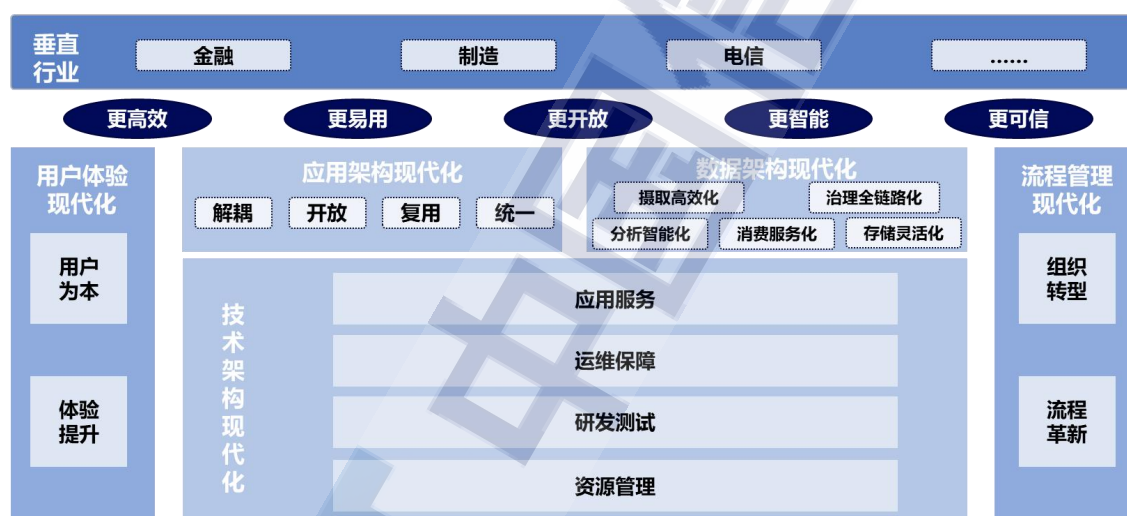 垂直
行业
金融
制造
电信
……
更高效
更易用
更开放
更智能
更可信
用户体验
现代化
用户
为本
体验
提升
应用架构现代化
解耦
开放
复用
统一
数据架构现代化
摄取高效化
治理全链路化
分析智能化
消费服务化
存储灵活化
技术架构现代化
应用服务
运维保障
研发测试
资源管理
流程管理
现代化
组织
转型
流程
革新